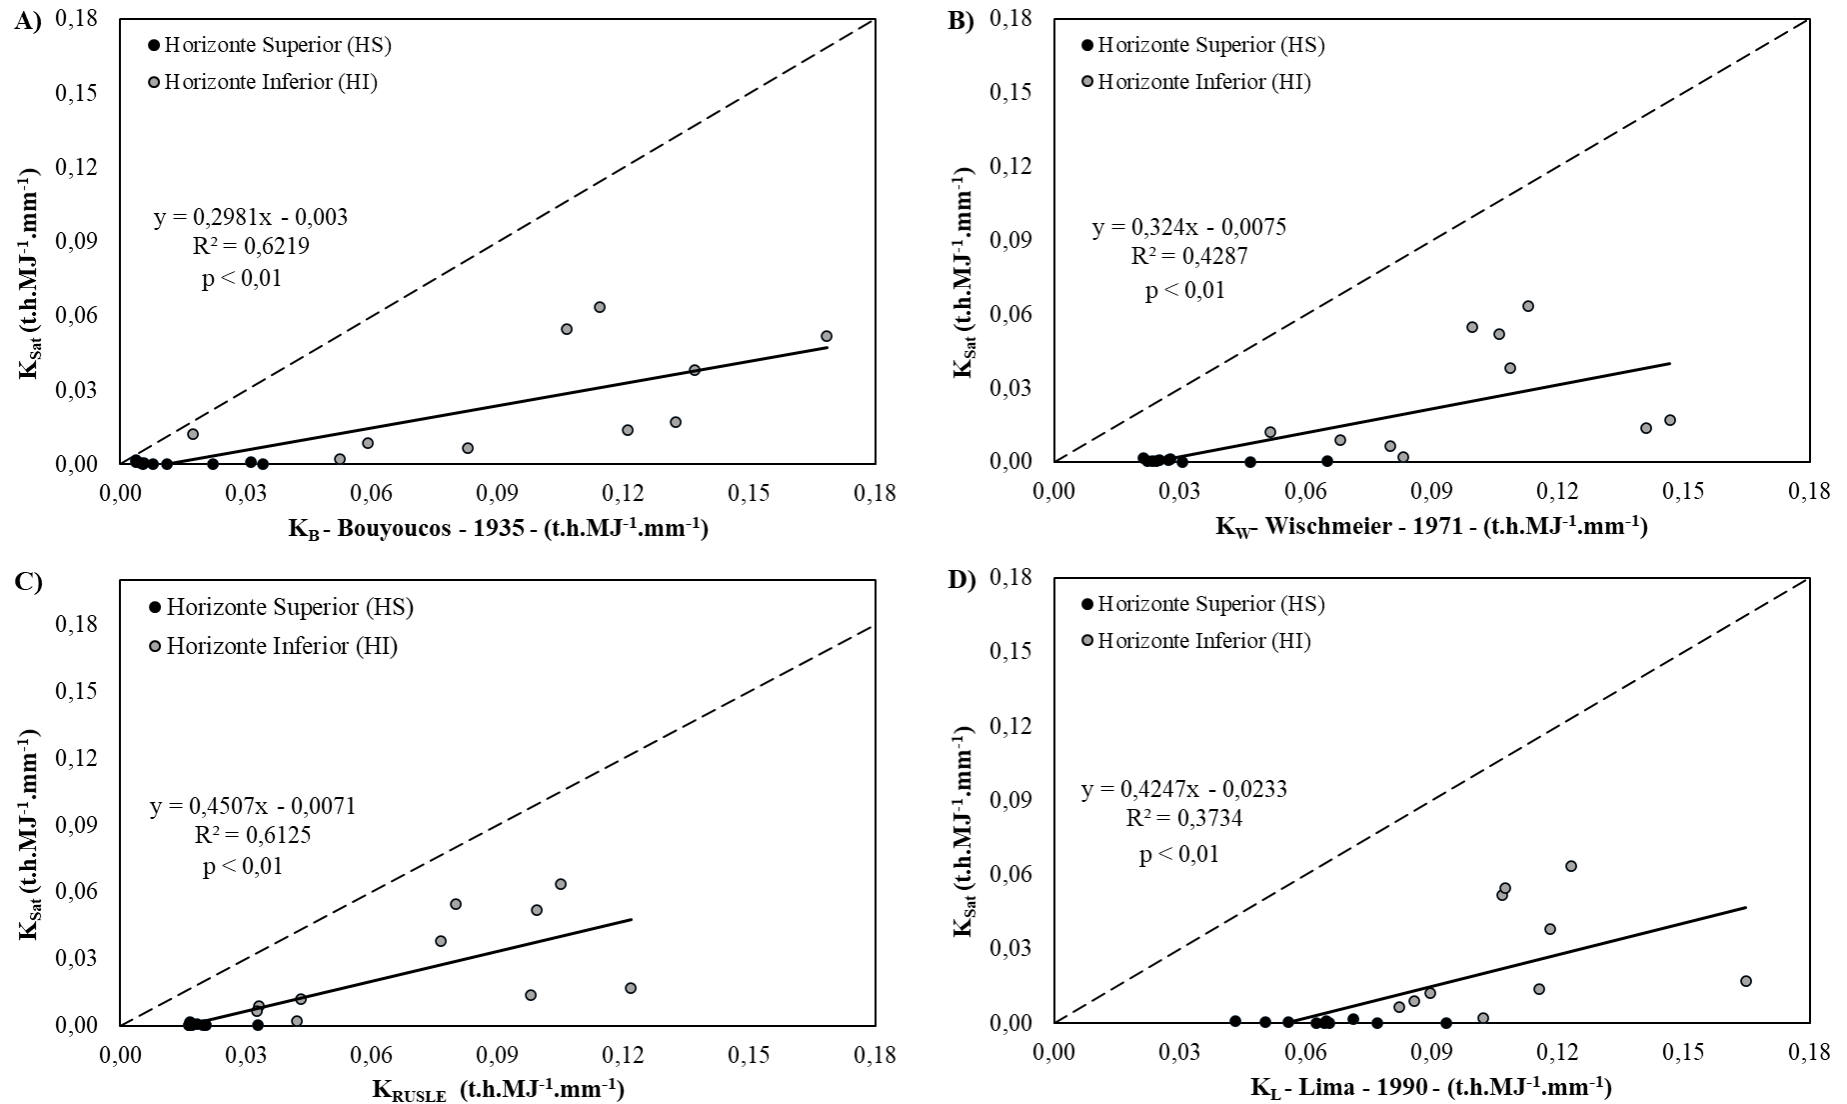 A)
0,18
0,15
0,12
0,09
0,06
0,03
0,00
K_Sat (t.h.MJ⁻¹.mm⁻¹)
Horizonte Superior (HS)
Horizonte Inferior (HI)
y = 0,2981x - 0,003
R² = 0,6219
p < 0,01
0,00 0,03 0,06 0,09 0,12 0,15 0,18
K_B - Bouyoucos - 1935 - (t.h.MJ⁻¹.mm⁻¹)
B)
0,18
0,15
0,12
0,09
0,06
0,03
0,00
K_Sat (t.h.MJ⁻¹.mm⁻¹)
Horizonte Superior (HS)
Horizonte Inferior (HI)
y = 0,324x - 0,0075
R² = 0,4287
p < 0,01
0,00 0,03 0,06 0,09 0,12 0,15 0,18
K_W- Wischmeier - 1971 - (t.h.MJ⁻¹.mm⁻¹)
C)
0,18
0,15
0,12
0,09
0,06
0,03
0,00
K_Sat (t.h.MJ⁻¹.mm⁻¹)
Horizonte Superior (HS)
Horizonte Inferior (HI)
y = 0,4507x - 0,0071
R² = 0,6125
p < 0,01
0,00 0,03 0,06 0,09 0,12 0,15 0,18
K_RUSLE (t.h.MJ⁻¹.mm⁻¹)
D)
0,18
0,15
0,12
0,09
0,06
0,03
0,00
K_Sat (t.h.MJ⁻¹.mm⁻¹)
Horizonte Superior (HS)
Horizonte Inferior (HI)
y = 0,4247x - 0,0233
R² = 0,3734
p < 0,01
0,00 0,03 0,06 0,09 0,12 0,15 0,18
K_L - Lima - 1990 - (t.h.MJ⁻¹.mm⁻¹)